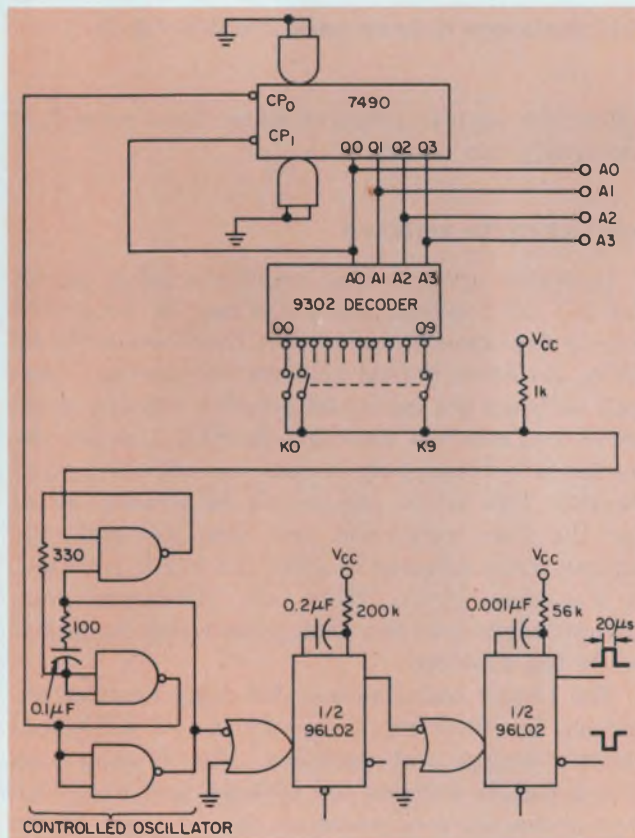 7490
CP0
CP1
Q0 Q1 Q2 Q3
A0
A1
A2
A3
A0 A1 A2 A3
9302 DECODER
00 09
VCC
1k
K0 K9
330
100
0.1µF
VCC
VCC
0.2µF 200k
0.001µF 56k
20µs
1/2
96L02
1/2
96L02
CONTROLLED OSCILLATOR